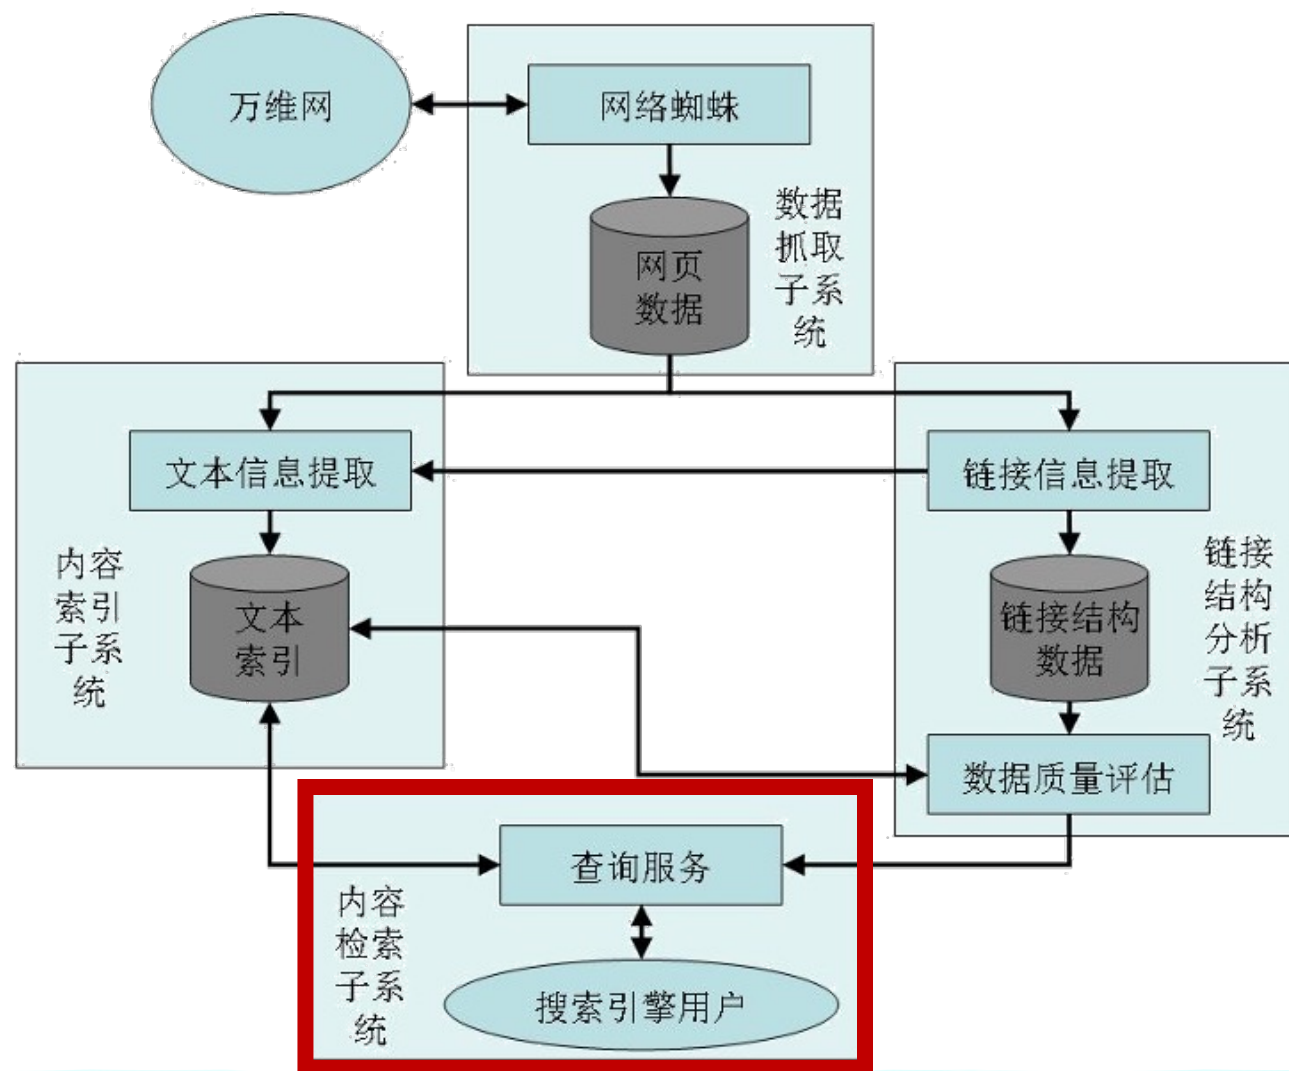 万维网
网络蜘蛛
网页
数据
数据
抓取
子系
统
文本信息提取
链接信息提取
内容
索引
子系
统
文本
索引
链接结构
数据
链接
结构
分析
子系
统
数据质量评估
查询服务
内容
检索
子系
统
搜索引擎用户